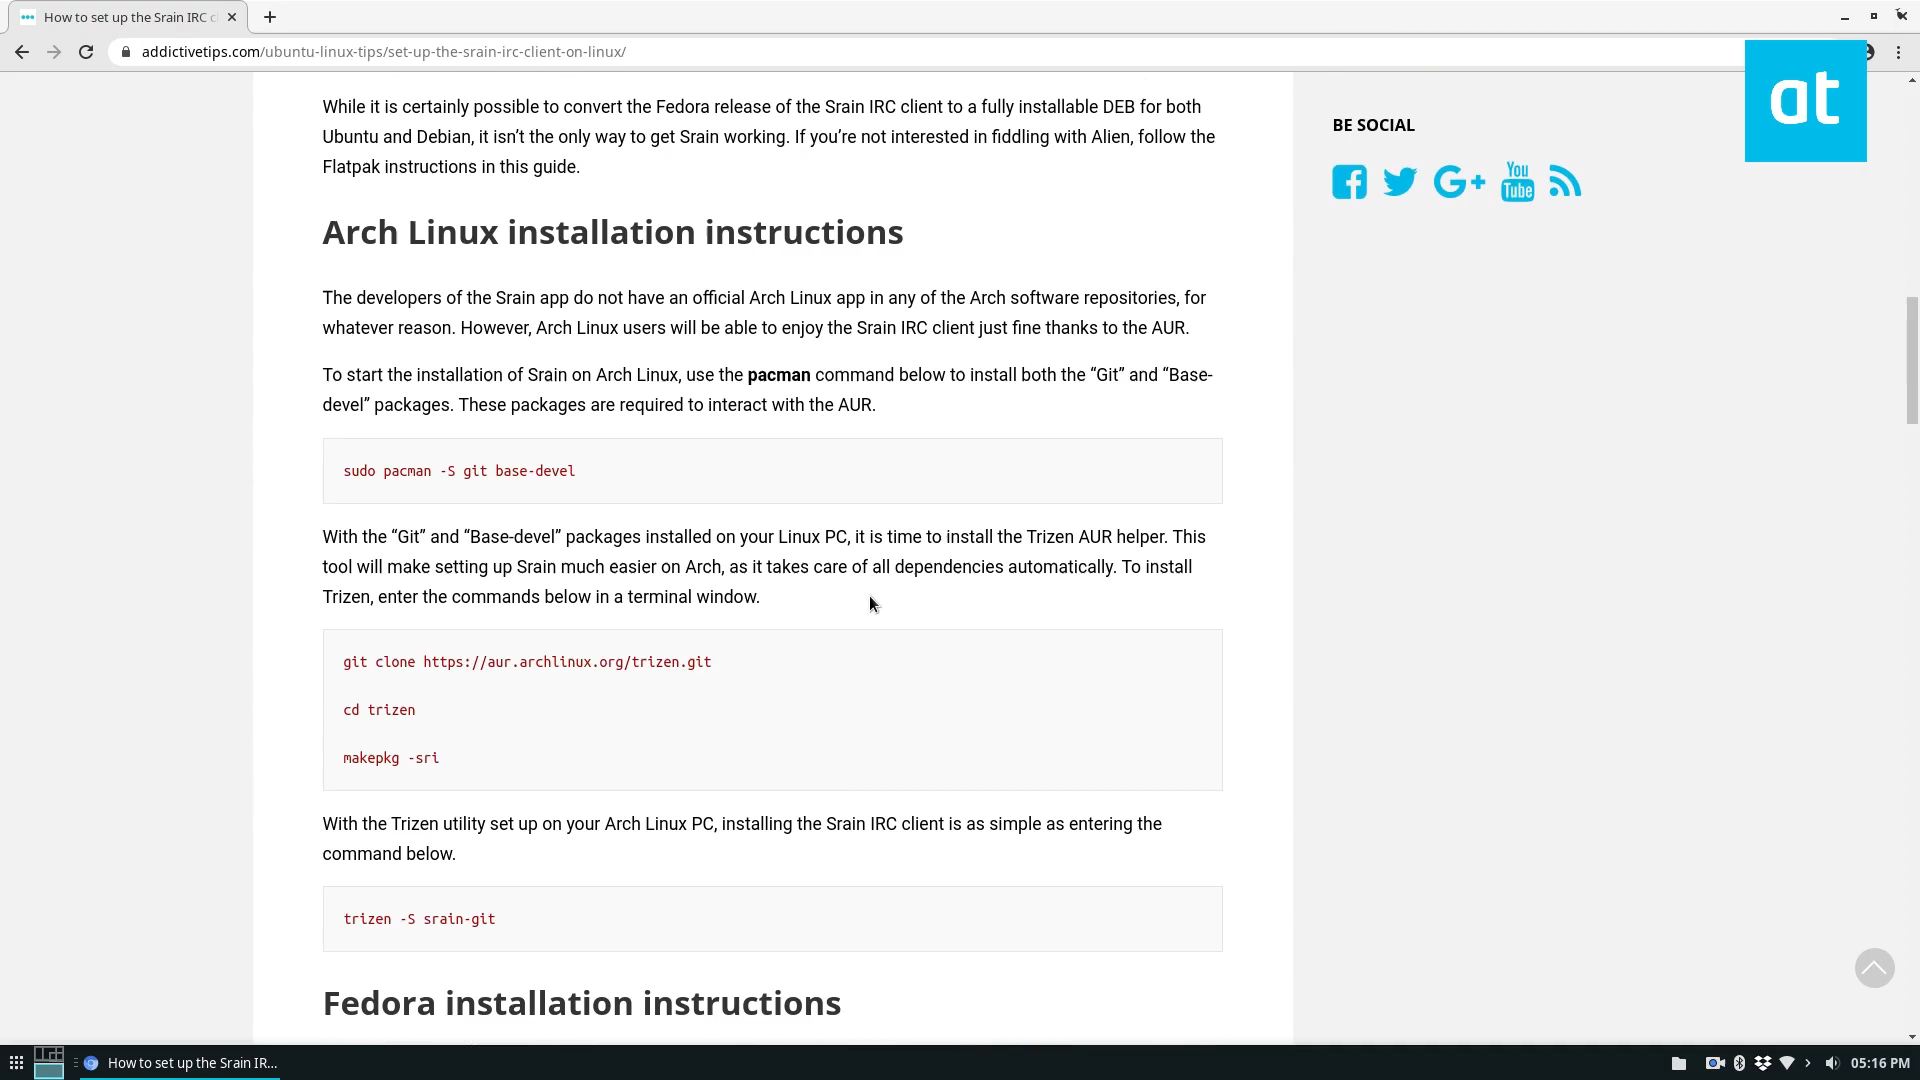 How to set up the Srain IRC c
addictivetips.com/ubuntu-linux-tips/set-up-the-srain-irc-client-on-linux/
at
While it is certainly possible to convert the Fedora release of the Srain IRC client to a fully installable DEB for both
Ubuntu and Debian, it isn’t the only way to get Srain working. If you’re not interested in fiddling with Alien, follow the
Flatpak instructions in this guide.
BE SOCIAL
G+
You
Tube
Arch Linux installation instructions
The developers of the Srain app do not have an official Arch Linux app in any of the Arch software repositories, for
whatever reason. However, Arch Linux users will be able to enjoy the Srain IRC client just fine thanks to the AUR.
To start the installation of Srain on Arch Linux, use the pacman command below to install both the “Git” and “Base-
devel” packages. These packages are required to interact with the AUR.
sudo pacman -S git base-devel
With the “Git” and “Base-devel” packages installed on your Linux PC, it is time to install the Trizen AUR helper. This
tool will make setting up Srain much easier on Arch, as it takes care of all dependencies automatically. To install
Trizen, enter the commands below in a terminal window.
git clone https://aur.archlinux.org/trizen.git
cd trizen
makepkg -sri
With the Trizen utility set up on your Arch Linux PC, installing the Srain IRC client is as simple as entering the
command below.
trizen -S srain-git
Fedora installation instructions
How to set up the Srain IR...
05:16 PM